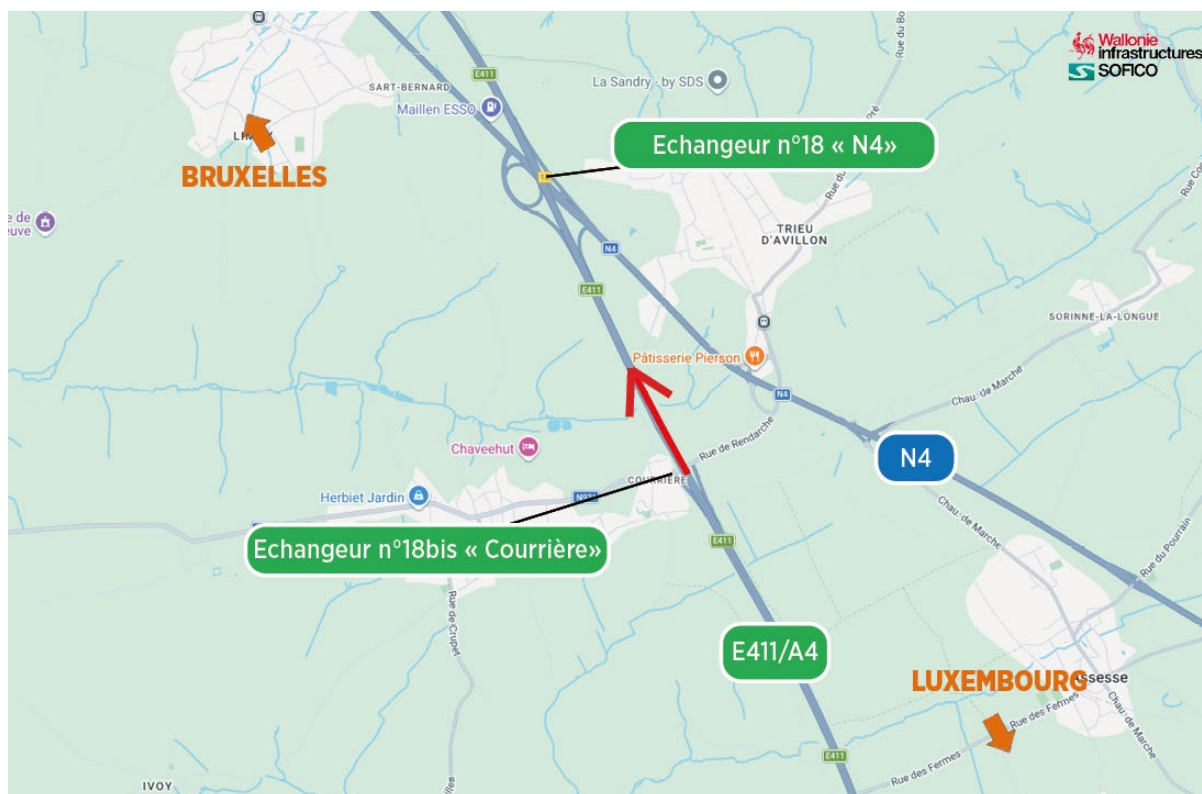 Wallonie
infrastructures
SOFICO
E411
SART-BERNARD
La Sandry - by SDS
Maillen ESSO
Echangeur n°18 « N4»
BRUXELLES
TRIEU
D'AVILLON
N4
E411
SORINNE-LA-LONGUE
Pâtisserie Pierson
N4
Chau. de Marche
Rue de Rendarche
Chaveehut
COURRIÈRE
N4
Herbiet Jardin
Echangeur n°18bis « Courrière»
E411
Chau. de Marche
Rue du Pourrain
Rue de Crupet
E411/A4
LUXEMBOURG
Rue des Fermes
Chau. de Marche
E411
Rue des Fermes
IVOY